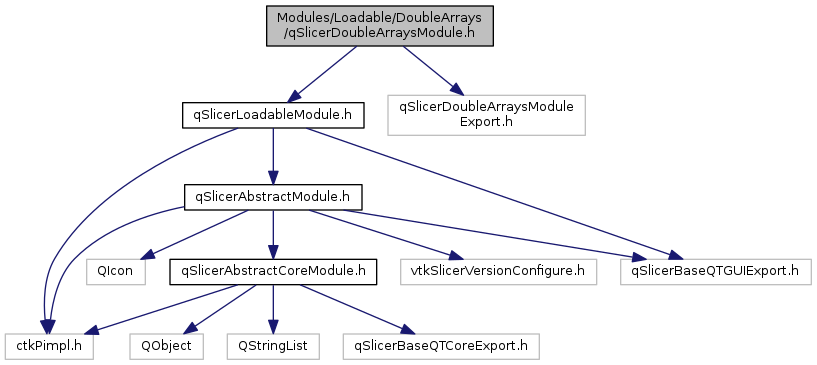 Modules/Loadable/DoubleArrays
/qSlicerDoubleArraysModule.h
qSlicerLoadableModule.h
qSlicerDoubleArraysModule
Export.h
qSlicerAbstractModule.h
QIcon
qSlicerAbstractCoreModule.h
vtkSlicerVersionConfigure.h
qSlicerBaseQTGUIExport.h
ctkPimpl.h
QObject
QStringList
qSlicerBaseQTCoreExport.h